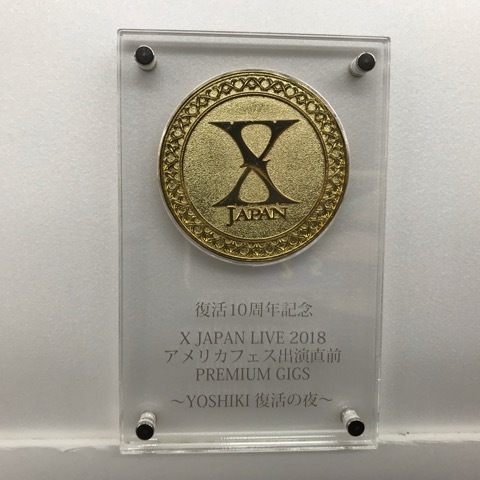 X
JAPAN
復活10周年記念
X JAPAN LIVE 2018
アメリカフェス出演直前
PREMIUM GIGS
～YOSHIKI 復活の夜～